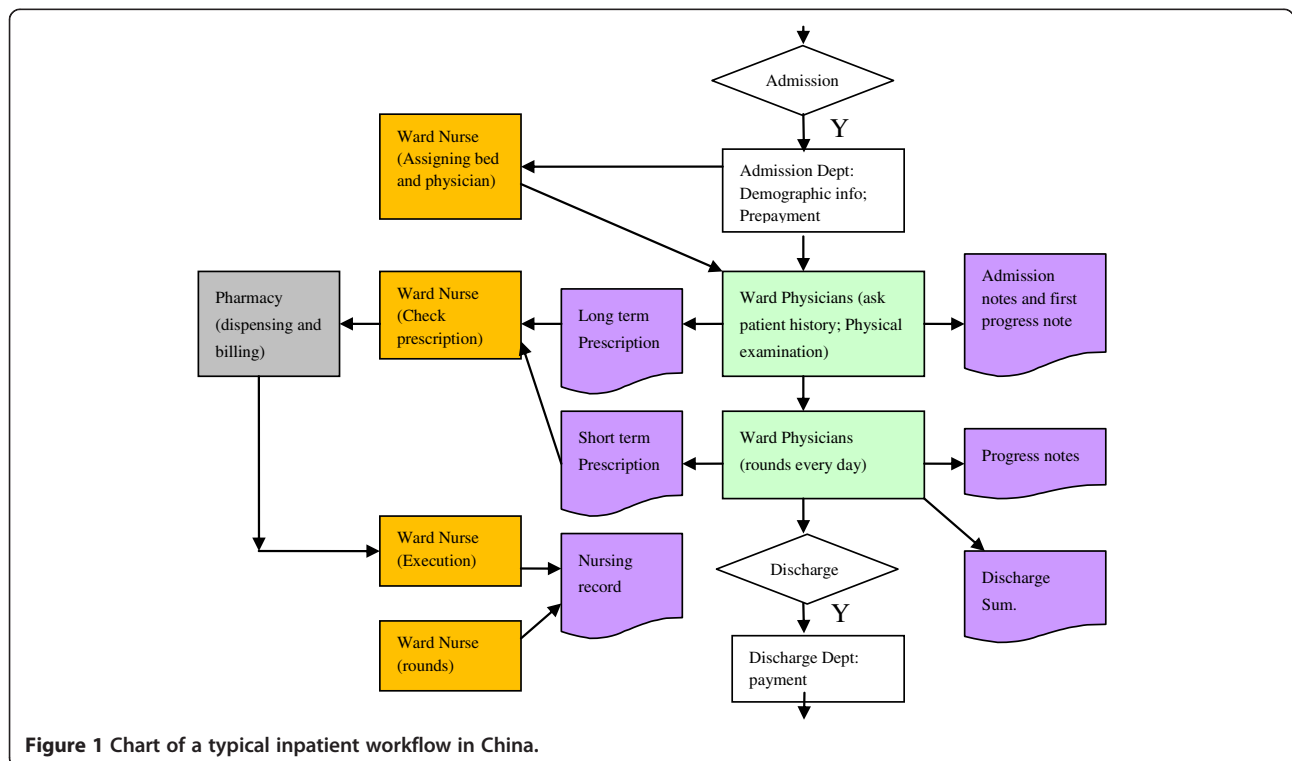 Admission
Y
Ward Nurse
(Assigning bed
and physician)
Admission Dept:
Demographic info;
Prepayment
Pharmacy
(dispensing and
billing)
Ward Nurse
(Check
prescription)
Long term
Prescription
Ward Physicians (ask
patient history; Physical
examination)
Admission
notes and first
progress note
Short term
Prescription
Ward Physicians
(rounds every day)
Progress notes
Ward Nurse
(Execution)
Nursing
record
Discharge
Discharge
Sum.
Y
Ward Nurse
(rounds)
Discharge Dept:
payment
Figure 1 Chart of a typical inpatient workflow in China.